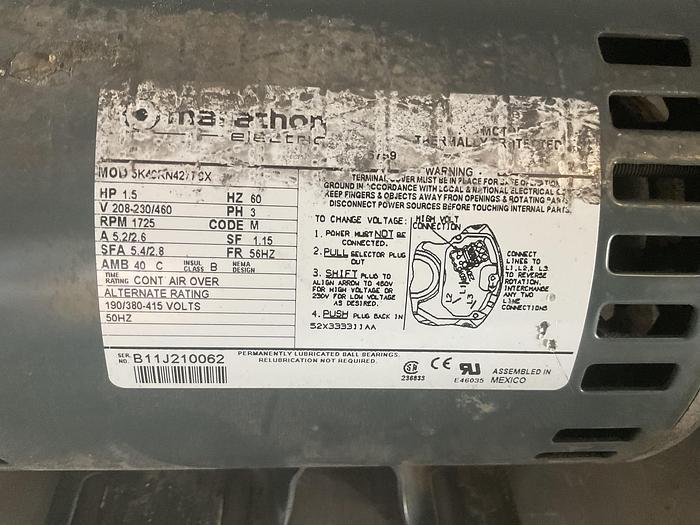 marathon
electric
MOTOR
THERMALLY PROTECTED
MOD
HP 1.5 HZ 60
V 208-230/460 PH 3
RPM 1725 CODE M
A 5.2/2.6 SF 1.15
SFA 5.4/2.8 FR 56HZ
AMB 40 C INSUL CLASS B NEMA DESIGN
TIME RATING CONT AIR OVER
ALTERNATE RATING
190/380-415 VOLTS
50HZ
WARNING
TERMINAL COVER MUST BE IN PLACE FOR SAFE OPERATION
GROUND IN ACCORDANCE WITH LOCAL & NATIONAL ELECTRICAL
KEEP FINGERS & OBJECTS AWAY FROM OPENINGS & ROTATING PARTS.
DISCONNECT POWER SOURCES BEFORE TOUCHING INTERNAL PARTS.
TO CHANGE VOLTAGE:
1. POWER MUST NOT BE
CONNECTED.
2. PULL SELECTOR PLUG
OUT
3. SHIFT PLUG TO
ALIGN ARROW TO 460V
FOR HIGH VOLTAGE OR
230V FOR LOW VOLTAGE
AS DESIRED.
4. PUSH PLUG BACK IN
52X333311AA
HIGH VOLT
CONNECTION
L2 L1 L3
CONNECT
LINES TO
L1, L2, & L3.
TO REVERSE
ROTATION,
INTERCHANGE
ANY TWO
LINE
CONNECTIONS
SER. NO. B11J210062
PERMANENTLY LUBRICATED BALL BEARINGS.
RELUBRICATION NOT REQUIRED.
236833
CE
E46035
ASSEMBLED IN
MEXICO